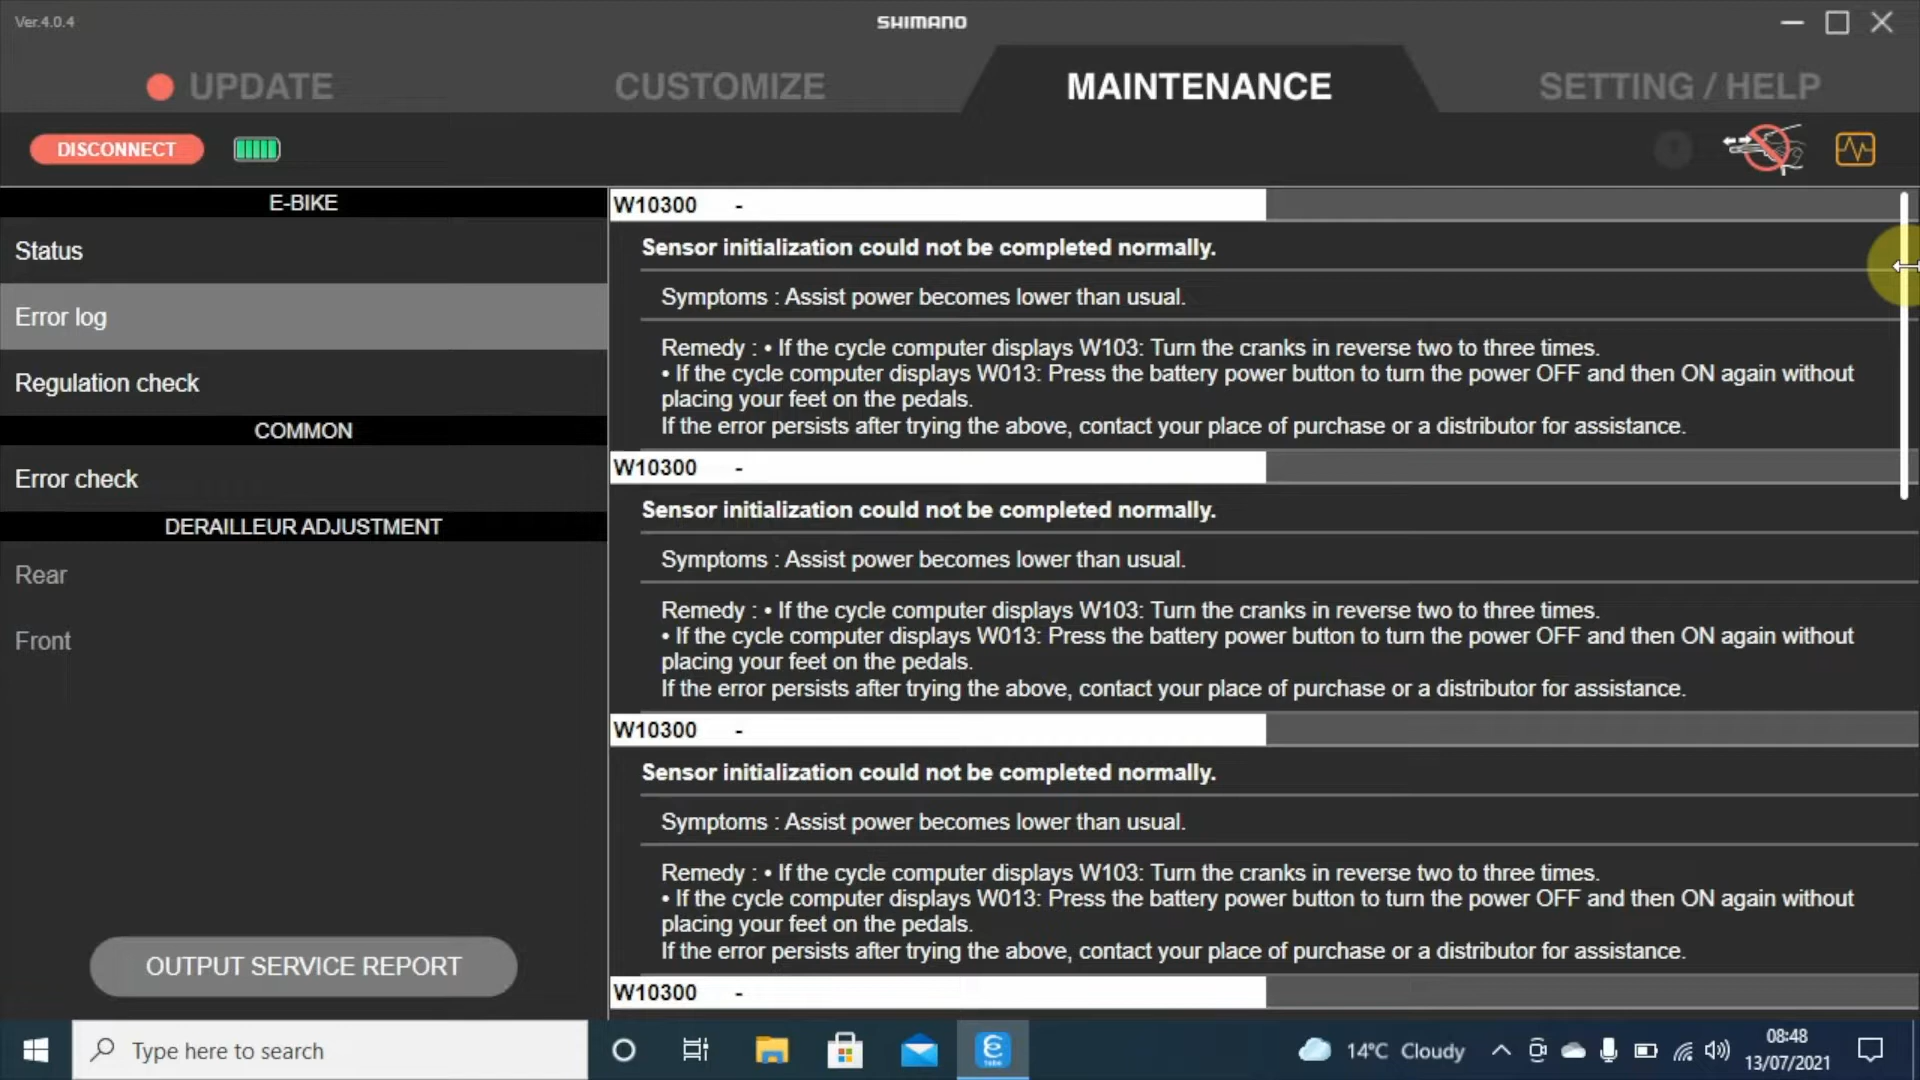 Ver.4.0.4
SHIMANO
UPDATE
CUSTOMIZE
MAINTENANCE
SETTING / HELP
DISCONNECT
E-BIKE
Status
Error log
Regulation check
COMMON
Error check
DERAILLEUR ADJUSTMENT
Rear
Front
OUTPUT SERVICE REPORT
W10300 -
Sensor initialization could not be completed normally.
Symptoms : Assist power becomes lower than usual.
Remedy : • If the cycle computer displays W103: Turn the cranks in reverse two to three times.
• If the cycle computer displays W013: Press the battery power button to turn the power OFF and then ON again without
placing your feet on the pedals.
If the error persists after trying the above, contact your place of purchase or a distributor for assistance.
W10300 -
Sensor initialization could not be completed normally.
Symptoms : Assist power becomes lower than usual.
Remedy : • If the cycle computer displays W103: Turn the cranks in reverse two to three times.
• If the cycle computer displays W013: Press the battery power button to turn the power OFF and then ON again without
placing your feet on the pedals.
If the error persists after trying the above, contact your place of purchase or a distributor for assistance.
W10300 -
Sensor initialization could not be completed normally.
Symptoms : Assist power becomes lower than usual.
Remedy : • If the cycle computer displays W103: Turn the cranks in reverse two to three times.
• If the cycle computer displays W013: Press the battery power button to turn the power OFF and then ON again without
placing your feet on the pedals.
If the error persists after trying the above, contact your place of purchase or a distributor for assistance.
W10300 -
Type here to search
14°C Cloudy
08:48
13/07/2021